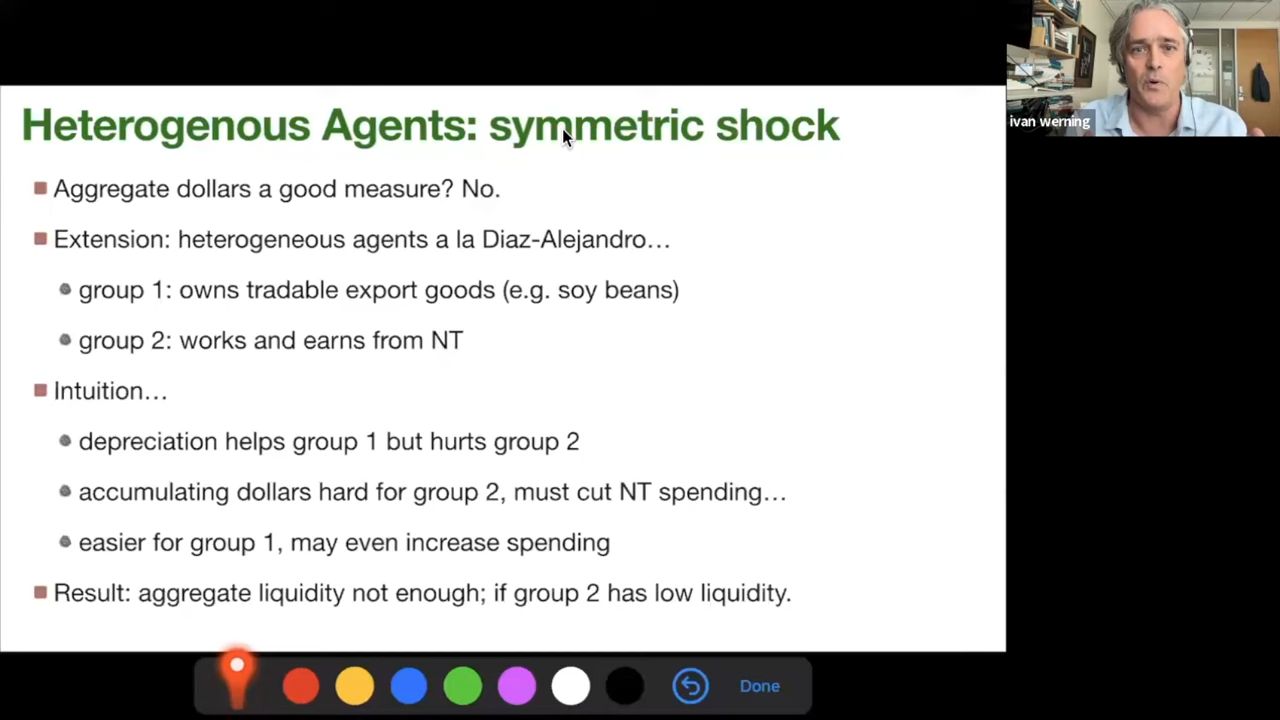 Heterogenous Agents: symmetric shock
ivan werning
Aggregate dollars a good measure? No.
Extension: heterogeneous agents a la Diaz-Alejandro…
group 1: owns tradable export goods (e.g. soy beans)
group 2: works and earns from NT
Intuition…
depreciation helps group 1 but hurts group 2
accumulating dollars hard for group 2, must cut NT spending…
easier for group 1, may even increase spending
Result: aggregate liquidity not enough; if group 2 has low liquidity.
Done